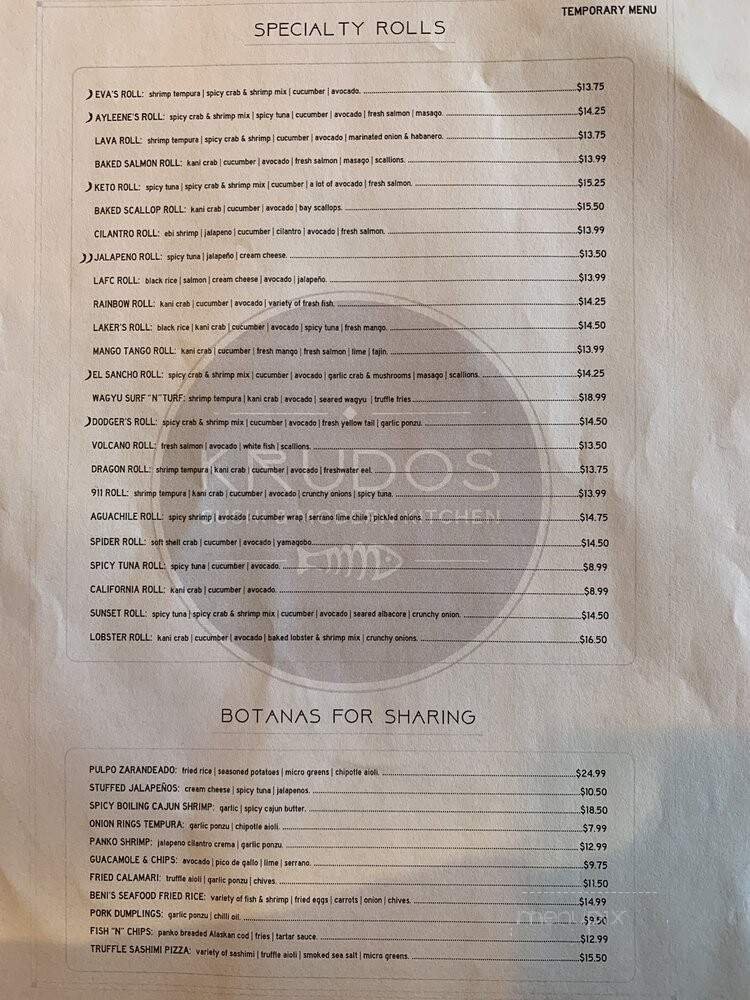 TEMPORARY MENU
SPECIALTY ROLLS
EVA'S ROLL: shrimp tempura | spicy crab & shrimp mix | cucumber | avocado. $13.75
AYLEENE'S ROLL: spicy crab & shrimp mix | spicy tuna | cucumber | avocado | fresh salmon | masago. $14.25
LAVA ROLL: shrimp tempura | spicy crab & shrimp | cucumber | avocado | marinated onion & habanero. $13.75
BAKED SALMON ROLL: kani crab | cucumber | avocado | fresh salmon | masago | scallions. $13.99
KETO ROLL: spicy tuna | spicy crab & shrimp mix | cucumber | a lot of avocado | fresh salmon. $15.25
BAKED SCALLOP ROLL: kani crab | cucumber | avocado | bay scallops. $15.50
CILANTRO ROLL: ebi shrimp | jalapeno | cucumber | cilantro | avocado | fresh salmon. $13.99
JALAPENO ROLL: spicy tuna | jalapeño | cream cheese. $13.50
LAFC ROLL: black rice | salmon | cream cheese | avocado | jalapeño. $13.99
RAINBOW ROLL: kani crab | cucumber | avocado | variety of fresh fish. $14.25
LAKER'S ROLL: black rice | kani crab | cucumber | avocado | spicy tuna | fresh mango. $14.50
MANGO TANGO ROLL: kani crab | cucumber | fresh mango | fresh salmon | lime | tajin. $13.99
EL SANCHO ROLL: spicy crab & shrimp mix | cucumber | avocado | garlic crab & mushrooms | masago | scallions. $14.25
WAGYU SURF "N"TURF: shrimp tempura | kani crab | avocado | seared wagyu | truffle fries $18.99
DODGER'S ROLL: spicy crab & shrimp mix | cucumber | avocado | fresh yellow tail | garlic ponzu. $14.50
VOLCANO ROLL: fresh salmon | avocado | white fish | scallions. $13.50
DRAGON ROLL: shrimp tempura | kani crab | cucumber | avocado | freshwater eel. $13.75
911 ROLL: shrimp tempura | kani crab | cucumber | avocado | crunchy onions | spicy tuna. $13.99
AGUACHILE ROLL: spicy shrimp | avocado | cucumber wrap | serrano lime chile | pickled onions. $14.75
SPIDER ROLL: soft shell crab | cucumber | avocado | yamagobo. $14.50
SPICY TUNA ROLL: spicy tuna | cucumber | avocado. $8.99
CALIFORNIA ROLL: kani crab | cucumber | avocado. $8.99
SUNSET ROLL: spicy tuna | spicy crab & shrimp mix | cucumber | avocado | seared albacore | crunchy onion. $14.50
LOBSTER ROLL: kani crab | cucumber | avocado | baked lobster & shrimp mix | crunchy onions. $16.50
KRUDOS
KITCHEN
BOTANAS FOR SHARING
PULPO ZARANDEADO: fried rice | seasoned potatoes | micro greens | chipotle aioli. $24.99
STUFFED JALAPEÑOS: cream cheese | spicy tuna | jalapenos. $10.50
SPICY BOILING CAJUN SHRIMP: garlic | spicy cajun butter. $18.50
ONION RINGS TEMPURA: garlic ponzu | chipotle aioli. $7.99
PANKO SHRIMP: jalapeno cilantro crema | garlic ponzu. $12.99
GUACAMOLE & CHIPS: avocado | pico de gallo | lime | serrano. $9.75
FRIED CALAMARI: truffle aioli | garlic ponzu | chives. $11.50
BENI'S SEAFOOD FRIED RICE: variety of fish & shrimp | fried eggs | carrots | onion | chives. $14.99
PORK DUMPLINGS: garlic ponzu | chilli oil. $9.50
FISH "N" CHIPS: panko breaded Alaskan cod | fries | tartar sauce. $12.99
TRUFFLE SASHIMI PIZZA: variety of sashimi | truffle aioli | smoked sea salt | micro greens. $15.50
menupix